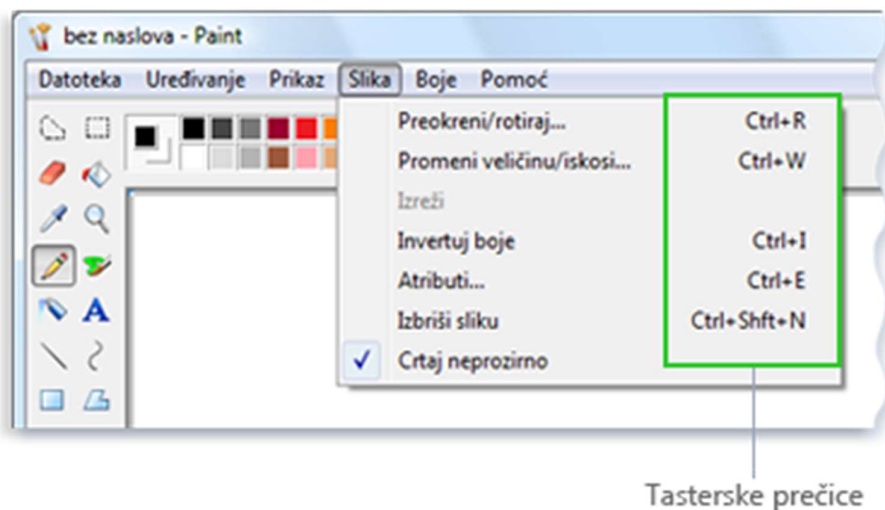 bez naslova - Paint
Datoteka Uređivanje Prikaz Slika Boje Pomoć
Preokreni/rotiraj... Ctrl+R
Promeni veličinu/iskosi... Ctrl+W
Izreži
Invertuj boje Ctrl+I
Atributi... Ctrl+E
Izbriši sliku Ctrl+Shft+N
Crtaj neprozirno
Tasterske prečice